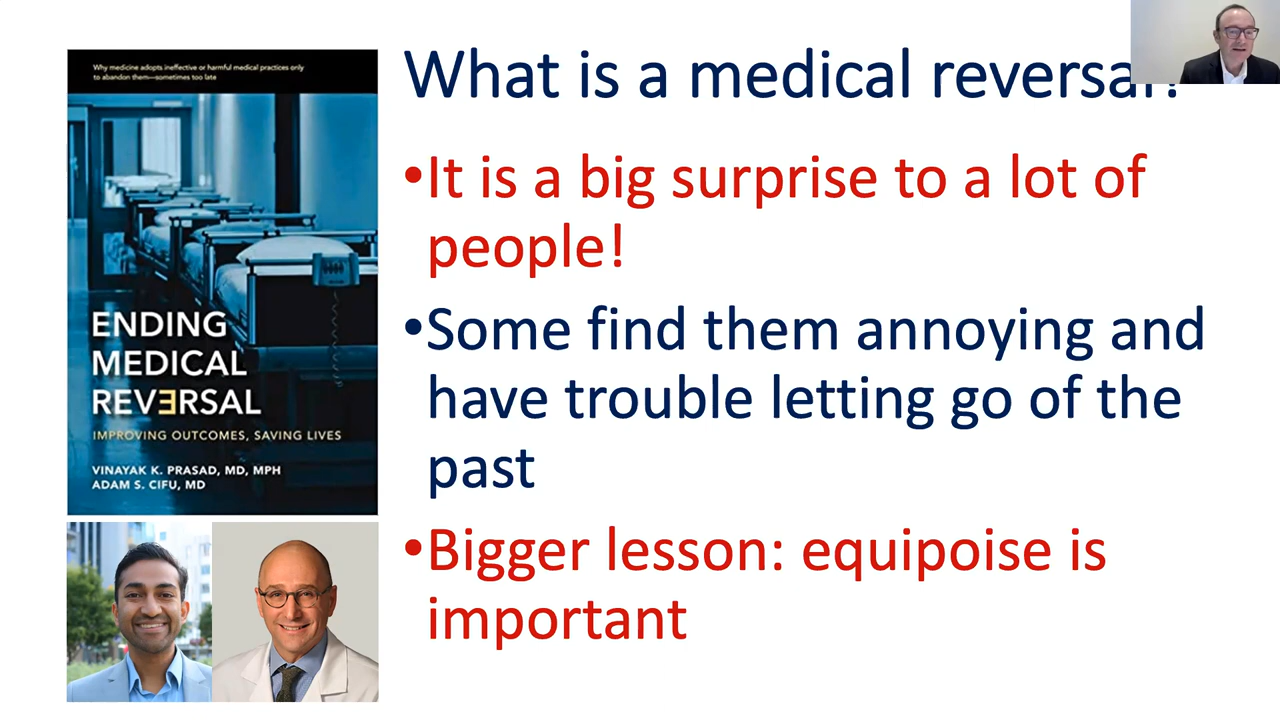 Why medicine adopts ineffective or harmful medical practices only
to abandon them—sometimes too late
ENDING
MEDICAL
REVƎRSAL
IMPROVING OUTCOMES, SAVING LIVES
VINAYAK K. PRASAD, MD, MPH
ADAM S. CIFU, MD
What is a medical reversal?
•It is a big surprise to a lot of
people!
•Some find them annoying and
have trouble letting go of the
past
•Bigger lesson: equipoise is
important